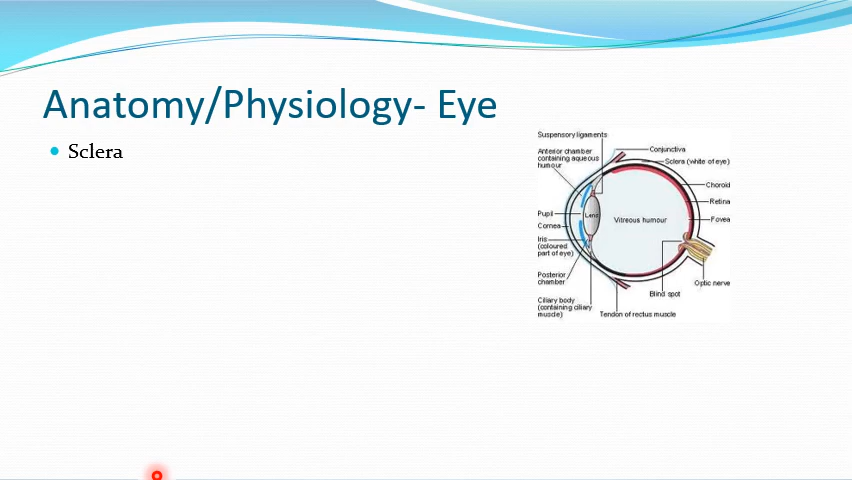 Anatomy/Physiology- Eye
Sclera
Suspensory ligaments
Anterior chamber
containing aqueous
humour
Pupil
Cornea
Iris
(coloured
part of eye)
Posterior
chamber
Ciliary body
(containing ciliary
muscle)
Lens
Vitreous humour
Conjunctiva
Sclera (white of eye)
Choroid
Retina
Fovea
Optic nerve
Blind spot
Tendon of rectus muscle